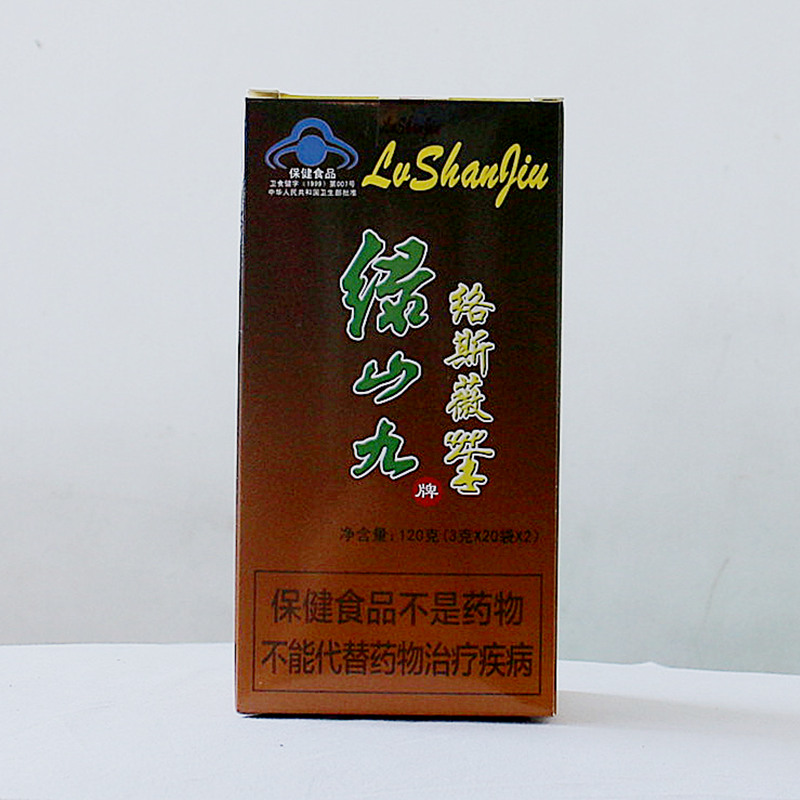 LvShanJiu
保健食品
卫食健字（1999）第007号
中华人民共和国卫生部批准
LvShanJiu
绿山九
牌
络斯薇
净含量：120克(3克X20袋X2)
保健食品不是药物
不能代替药物治疗疾病